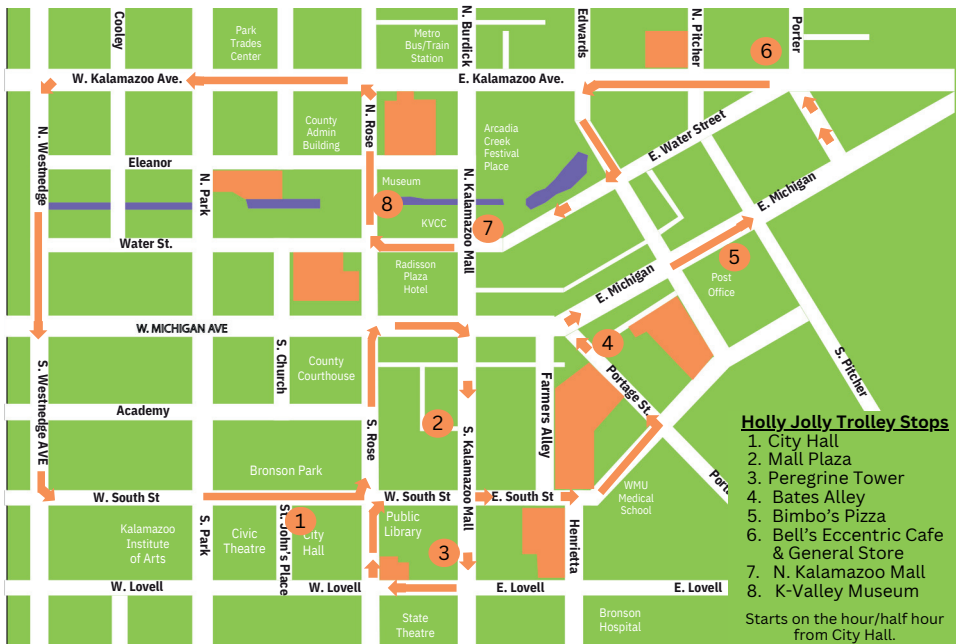 Cooley
Park
Trades
Center
Metro
Bus/Train
Station
N. Burdick
Edwards
N. Pitcher
Porter
6
W. Kalamazoo Ave.
E. Kalamazoo Ave.
N. Westnedge
County
Admin
Building
N. Rose
Arcadia
Creek
Festival
Place
E. Water Street
Eleanor
N. Park
Museum
8
KVCC
N. Kalamazoo Mall
7
E. Michigan
Water St.
Radisson
Plaza
Hotel
E. Michigan
5
Post
Office
W. MICHIGAN AVE
4
S. Westnedge AVE
S. Church
County
Courthouse
S. Rose
Farmers Alley
Portage St.
S. Pitcher
Academy
2
S. Kalamazoo Mall
Bronson Park
W. South St
W. South St
E. South St
WMU
Medical
School
Kalamazoo
Institute
of Arts
S. Park
Civic
Theatre
St. John's Place
1
City
Hall
Public
Library
3
Henrietta
W. Lovell
W. Lovell
E. Lovell
E. Lovell
State
Theatre
Bronson
Hospital
Holly Jolly Trolley Stops
1. City Hall
2. Mall Plaza
3. Peregrine Tower
4. Bates Alley
5. Bimbo's Pizza
6. Bell's Eccentric Cafe
& General Store
7. N. Kalamazoo Mall
8. K-Valley Museum
Starts on the hour/half hour
from City Hall.